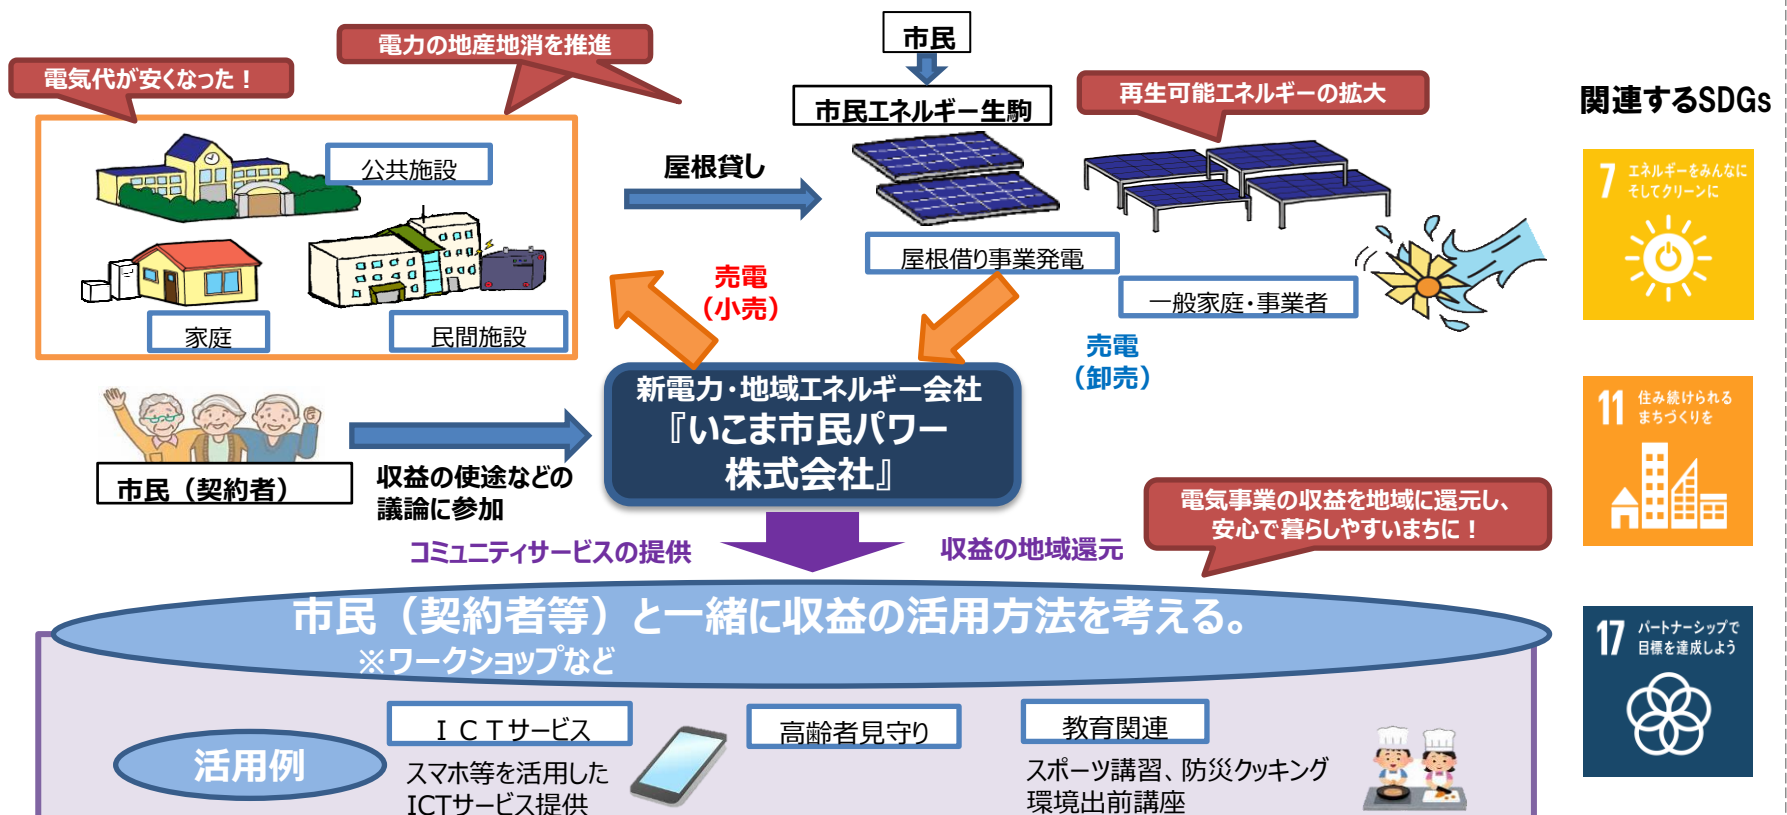 市民
電力の地産地消を推進
電気代が安くなった！
市民エネルギー生駒
再生可能エネルギーの拡大
関連するSDGs
公共施設
屋根貸し
7 エネルギーをみんなに
そしてクリーンに
屋根借り事業発電
売電
（小売）
一般家庭・事業者
家庭
民間施設
売電
（卸売）
新電力・地域エネルギー会社
『いこま市民パワー
株式会社』
11 住み続けられる
まちづくりを
市民（契約者）
収益の使途などの
議論に参加
電気事業の収益を地域に還元し、
安心で暮らしやすいまちに！
コミュニティサービスの提供
収益の地域還元
市民（契約者等）と一緒に収益の活用方法を考える。
※ワークショップなど
17 パートナーシップで
目標を達成しよう
活用例
ＩＣＴサービス
スマホ等を活用した
ICTサービス提供
高齢者見守り
教育関連
スポーツ講習、防災クッキング
環境出前講座